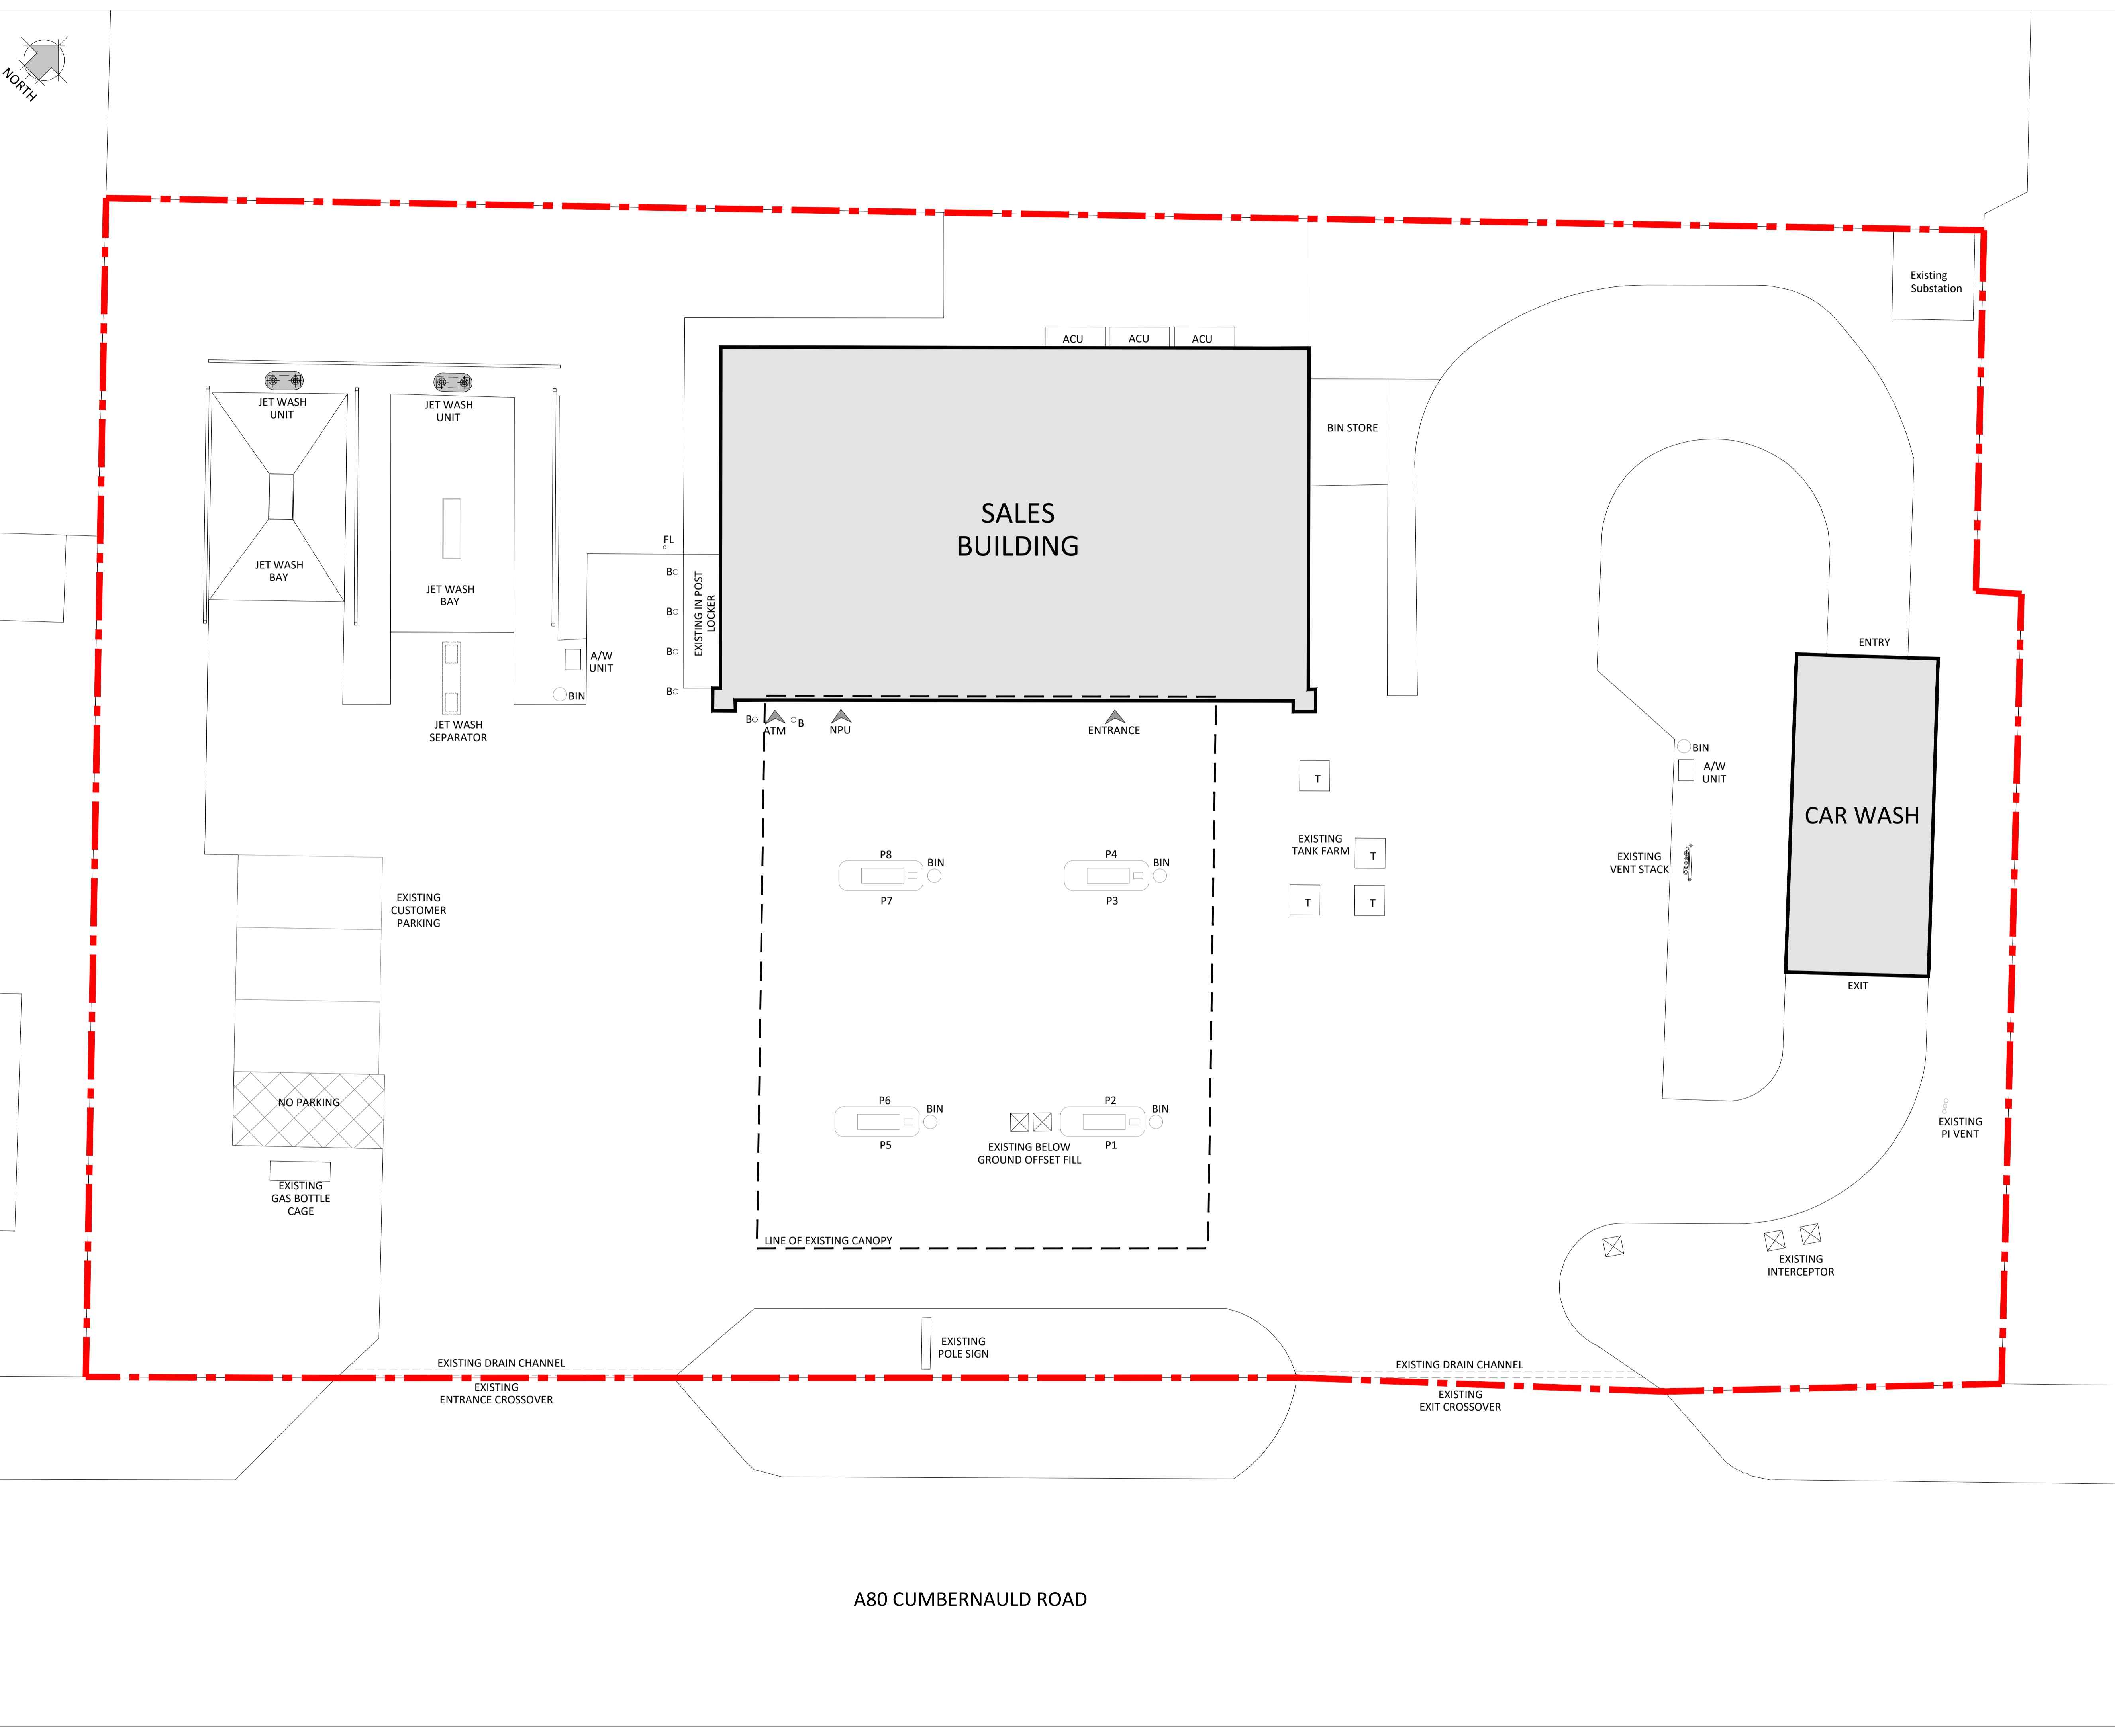 NORTH
Existing
Substation
ACU
ACU
ACU
JET WASH
UNIT
JET WASH
UNIT
BIN STORE
SALES
BUILDING
FL
JET WASH
BAY
JET WASH
BAY
B
B
B
B
EXISTING IN POST
LOCKER
A/W
UNIT
BIN
JET WASH
SEPARATOR
B
ATM
B
NPU
ENTRANCE
ENTRY
BIN
A/W
UNIT
CAR WASH
T
EXISTING
TANK FARM
T
T
T
EXISTING
VENT STACK
P8
BIN
P7
P4
BIN
P3
EXISTING
CUSTOMER
PARKING
EXIT
NO PARKING
P6
BIN
P5
P2
BIN
P1
EXISTING BELOW
GROUND OFFSET FILL
EXISTING
PI VENT
EXISTING
GAS BOTTLE
CAGE
LINE OF EXISTING CANOPY
EXISTING
INTERCEPTOR
EXISTING
POLE SIGN
EXISTING DRAIN CHANNEL
EXISTING
ENTRANCE CROSSOVER
EXISTING DRAIN CHANNEL
EXISTING
EXIT CROSSOVER
A80 CUMBERNAULD ROAD